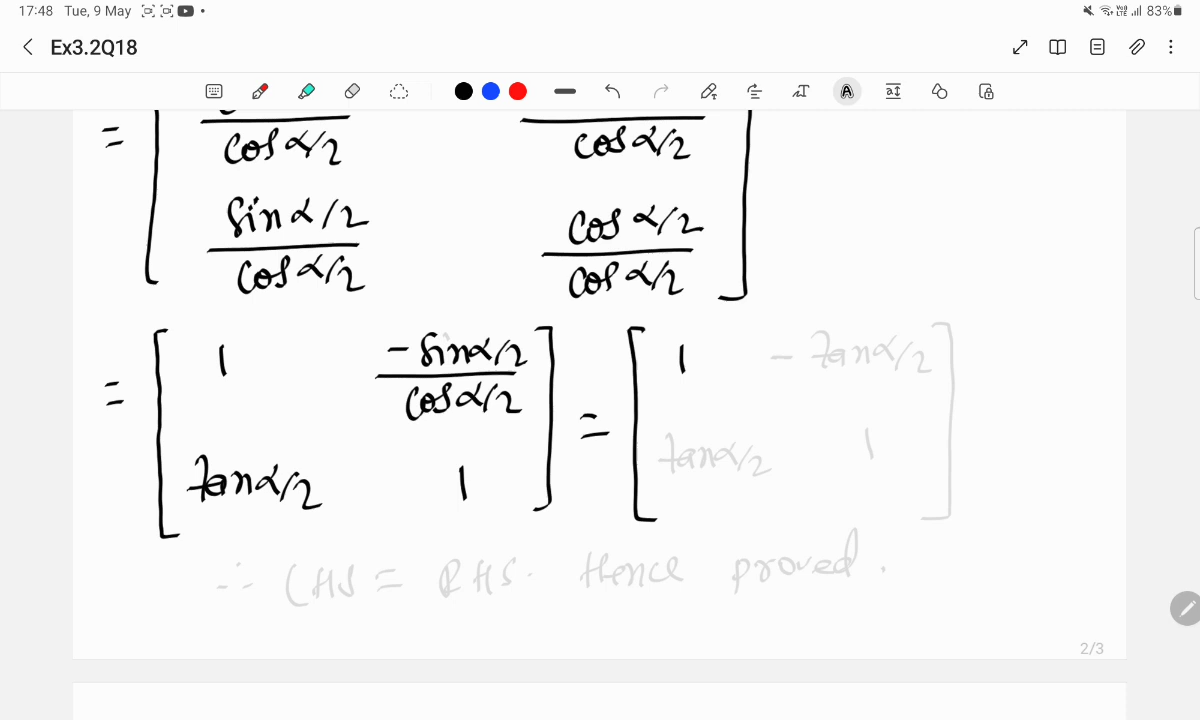 17:48 Tue, 9 May
83%
Ex3.2Q18
= [ cosα/2 cosα/2
sinα/2 cosα/2
cosα/2 cosα/2 ]
= [ 1 -sinα/2 / cosα/2 ] = [ 1 - tanα/2 ]
tanα/2 1 tanα/2 1
∴ LHS = RHS. Hence proved.
2/3